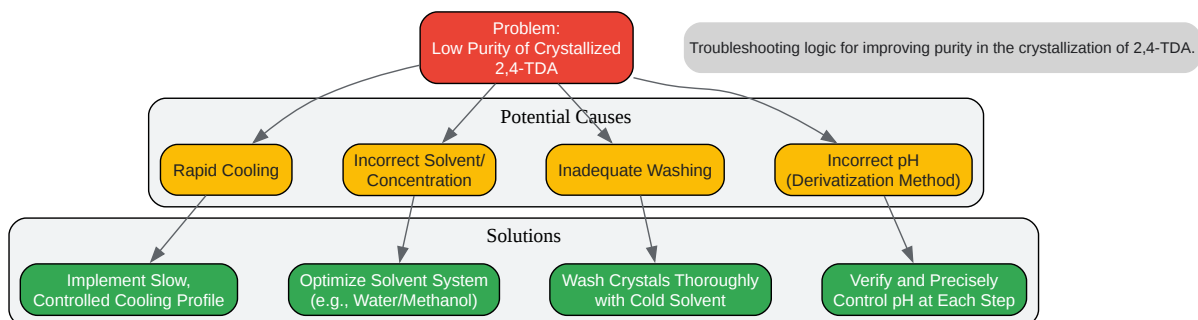 Problem:
Low Purity of Crystallized
2,4-TDA
Troubleshooting logic for improving purity in the crystallization of 2,4-TDA.
Potential Causes
Rapid Cooling
Incorrect Solvent/
Concentration
Inadequate Washing
Incorrect pH
(Derivatization Method)
Solutions
Implement Slow,
Controlled Cooling Profile
Optimize Solvent System
(e.g., Water/Methanol)
Wash Crystals Thoroughly
with Cold Solvent
Verify and Precisely
Control pH at Each Step